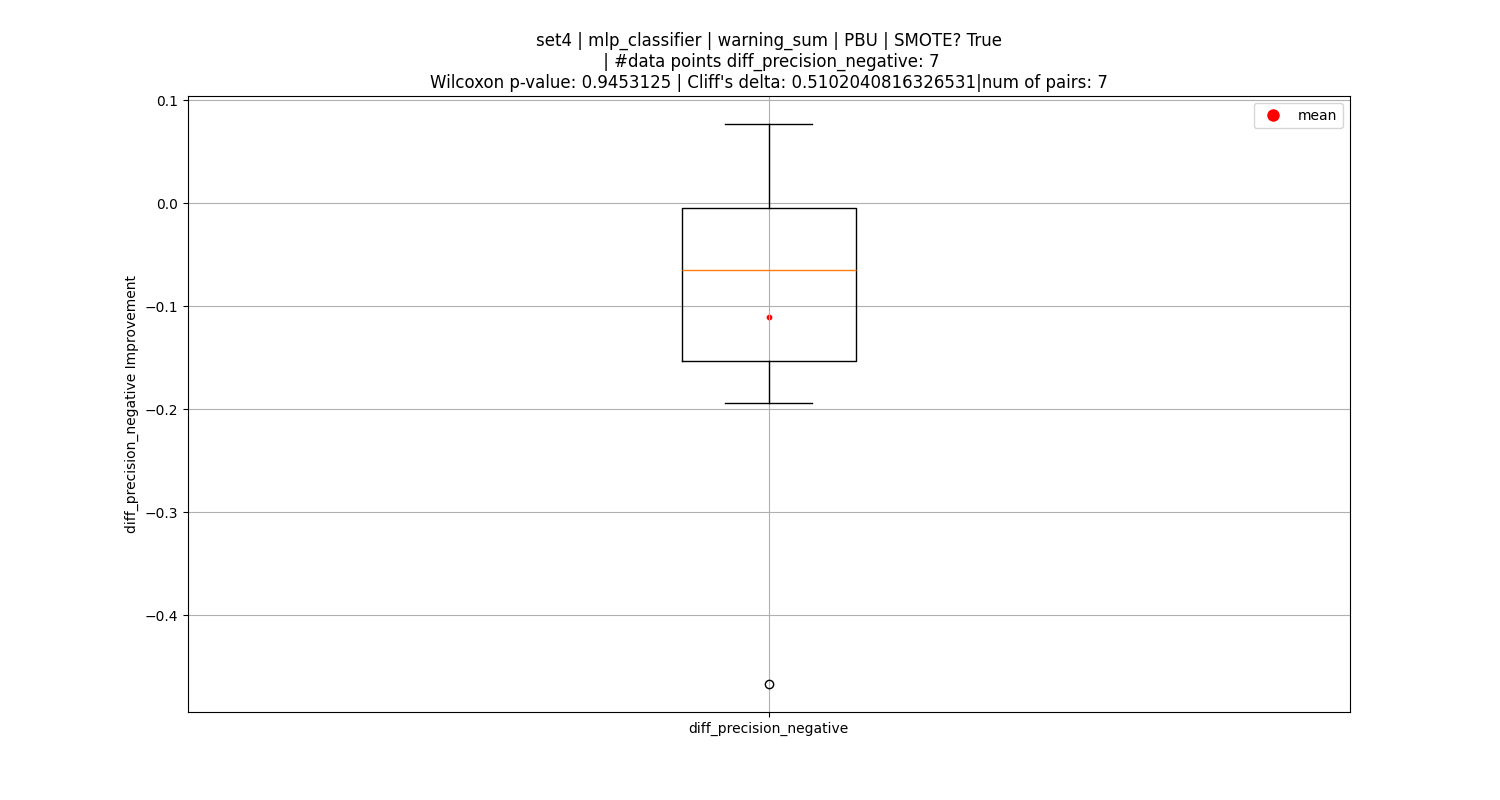 set4 | mlp_classifier | warning_sum | PBU | SMOTE? True
| #data points diff_precision_negative: 7
Wilcoxon p-value: 0.9453125 | Cliff's delta: 0.5102040816326531|num of pairs: 7
mean
0.1
0.0
−0.1
−0.2
−0.3
−0.4
diff_precision_negative Improvement
diff_precision_negative